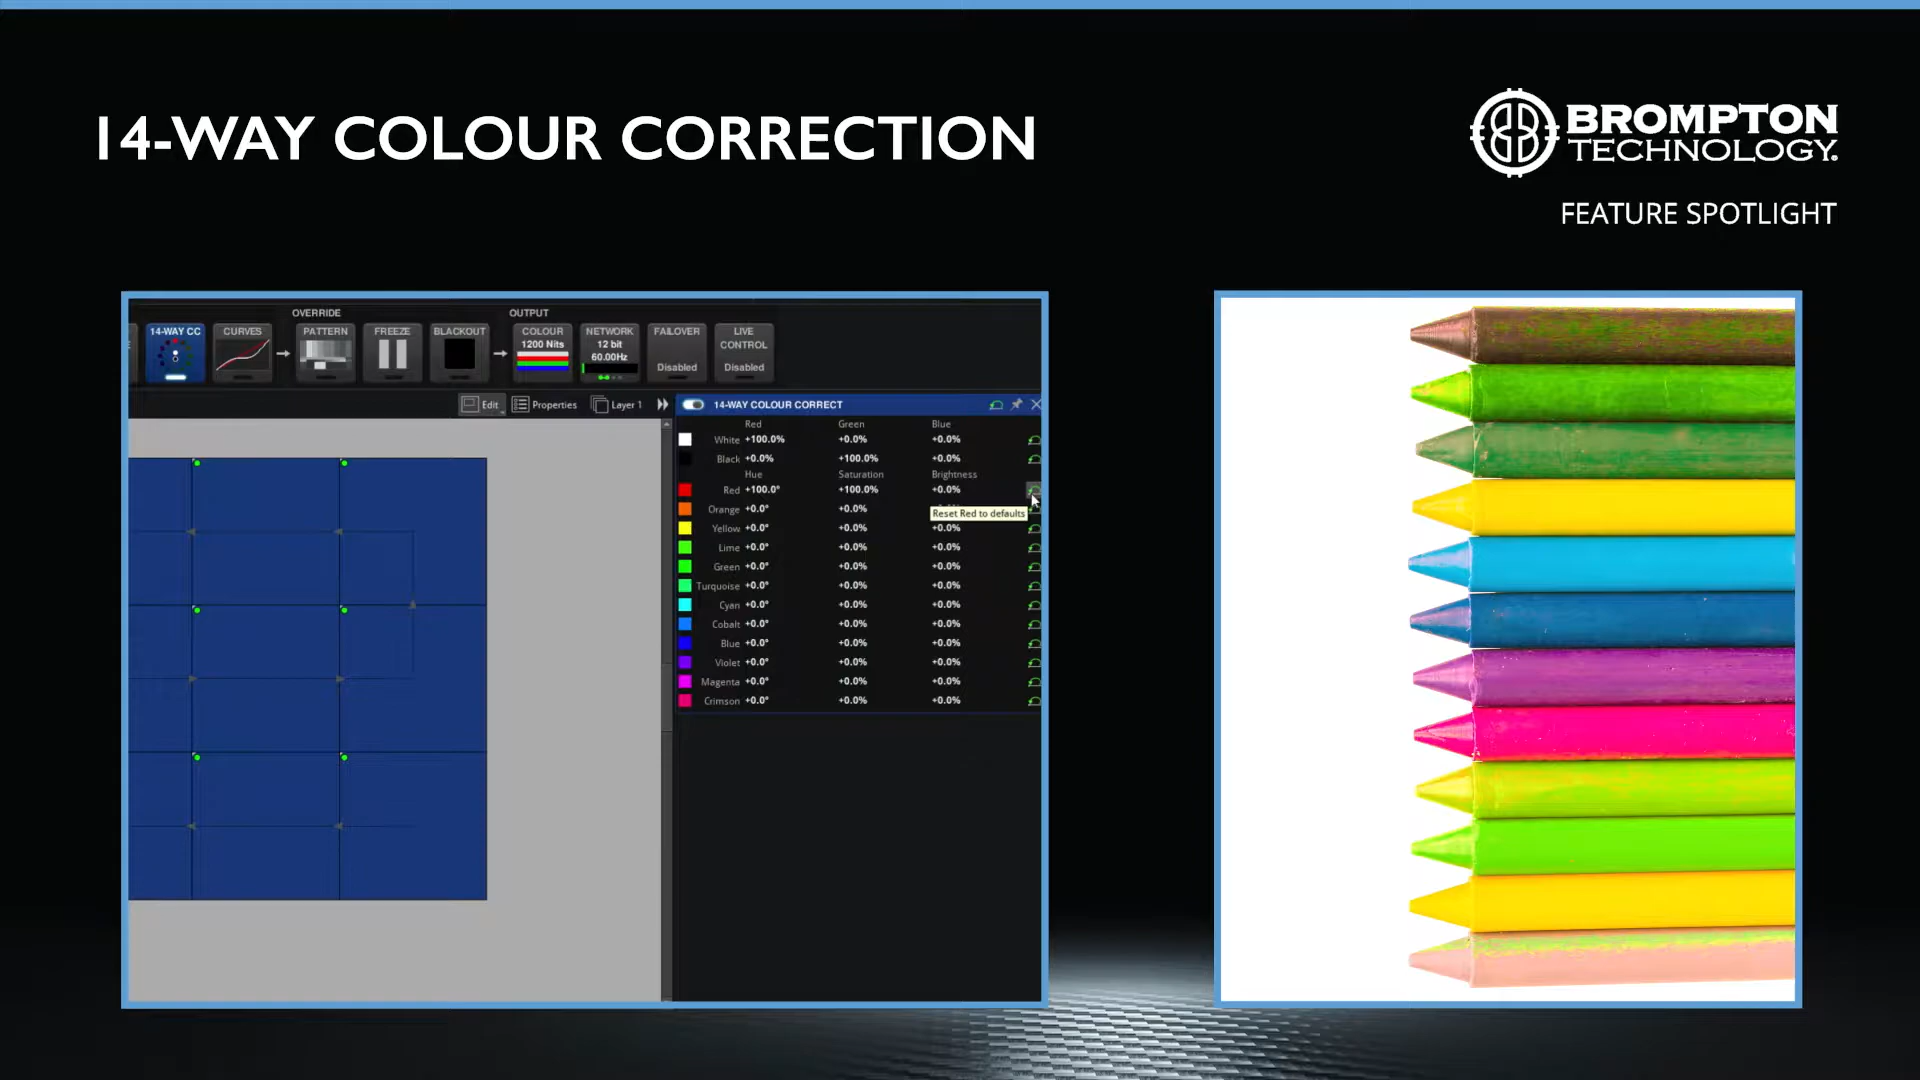 14-WAY COLOUR CORRECTION
BROMPTON
TECHNOLOGY.
FEATURE SPOTLIGHT
OVERRIDE
OUTPUT
14-WAY CC
CURVES
PATTERN
FREEZE
BLACKOUT
COLOUR
1200 Nits
NETWORK
12 bit
60.00Hz
FAILOVER
Disabled
LIVE
CONTROL
Disabled
Edit
Properties
Layer 1
14-WAY COLOUR CORRECT
Red Green Blue
White +100.0% +0.0% +0.0%
Black +0.0% +100.0% +0.0%
Hue Saturation Brightness
Red +100.0° +100.0% +0.0%
Orange +0.0° +0.0%
Reset Red to defaults
Yellow +0.0° +0.0% +0.0%
Lime +0.0° +0.0% +0.0%
Green +0.0° +0.0% +0.0%
Turquoise +0.0° +0.0% +0.0%
Cyan +0.0° +0.0% +0.0%
Cobalt +0.0° +0.0% +0.0%
Blue +0.0° +0.0% +0.0%
Violet +0.0° +0.0% +0.0%
Magenta +0.0° +0.0% +0.0%
Crimson +0.0° +0.0% +0.0%